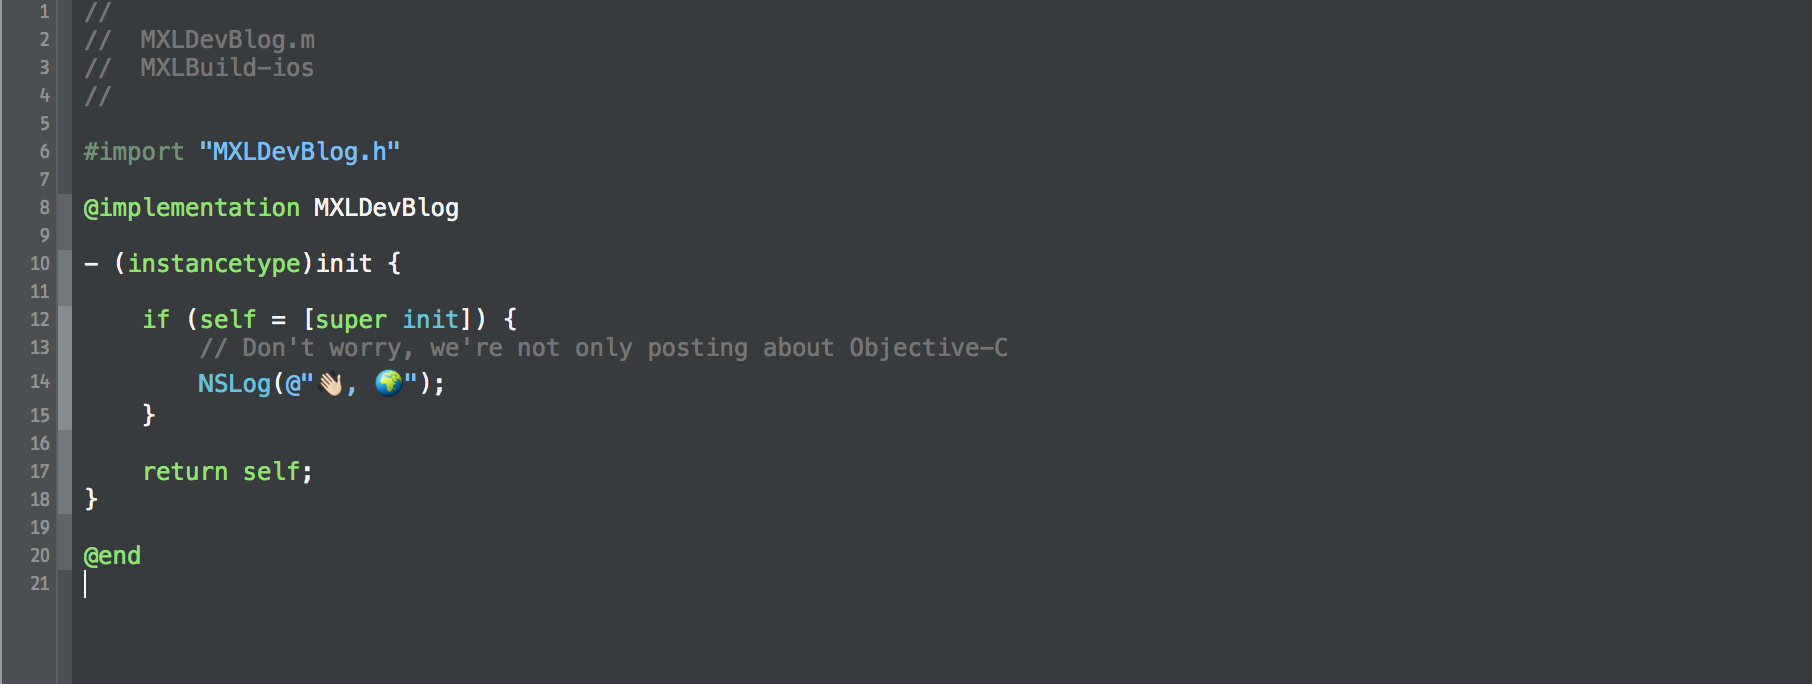 1 //
2 //  MXLDevBlog.m
3 //  MXLBuild-ios
4 //
5
6 #import "MXLDevBlog.h"
7
8 @implementation MXLDevBlog
9
10 - (instancetype)init {
11
12     if (self = [super init]) {
13         // Don't worry, we're not only posting about Objective-C
14         NSLog(@"👋🏻, 🌍");
15     }
16
17     return self;
18 }
19
20 @end
21